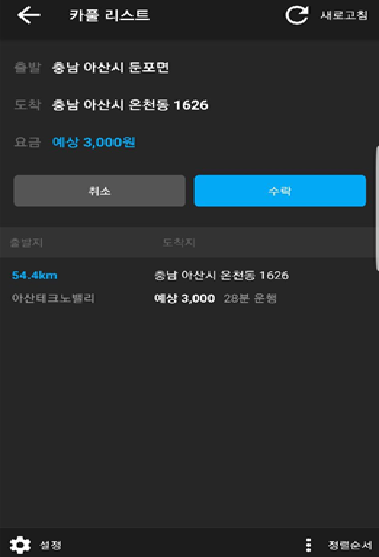 카풀 리스트 새로고침
출발 충남 아산시 둔포면
도착 충남 아산시 온천동 1626
요금 예상 3,000원
취소 수락
출발지 도착지
54.4km 충남 아산시 온천동 1626
아산테크노밸리 예상 3,000 28분 운행
설정 정렬순서